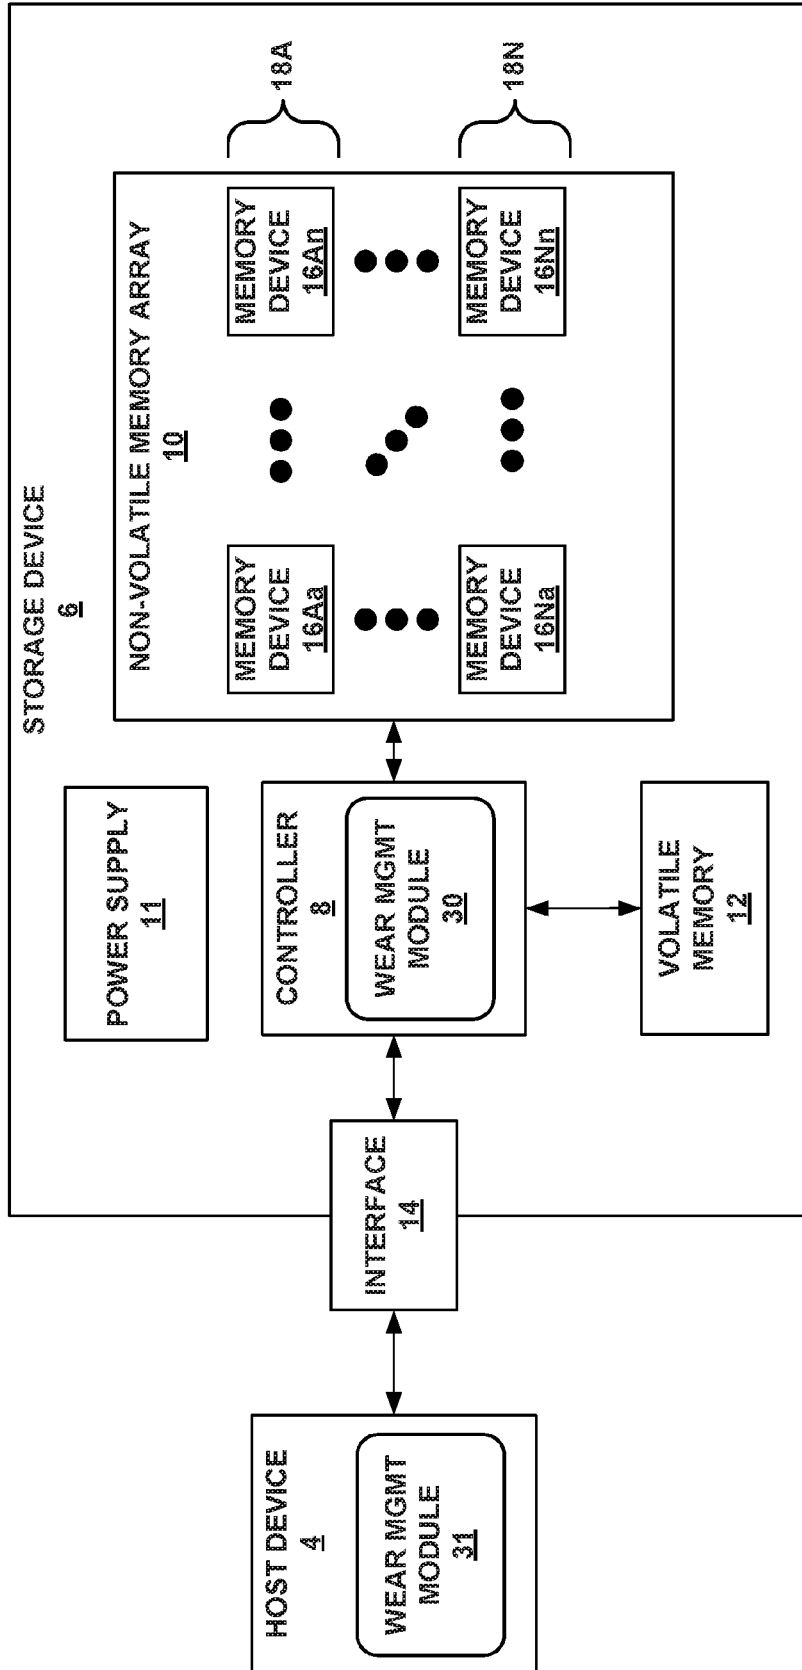 STORAGE DEVICE
6
HOST DEVICE
4
WEAR MGMT
MODULE
31
INTERFACE
14
POWER SUPPLY
11
CONTROLLER
8
WEAR MGMT
MODULE
30
VOLATILE
MEMORY
12
NON-VOLATILE MEMORY ARRAY
10
MEMORY
DEVICE
16Aa
MEMORY
DEVICE
16An
18A
MEMORY
DEVICE
16Na
MEMORY
DEVICE
16Nn
18N